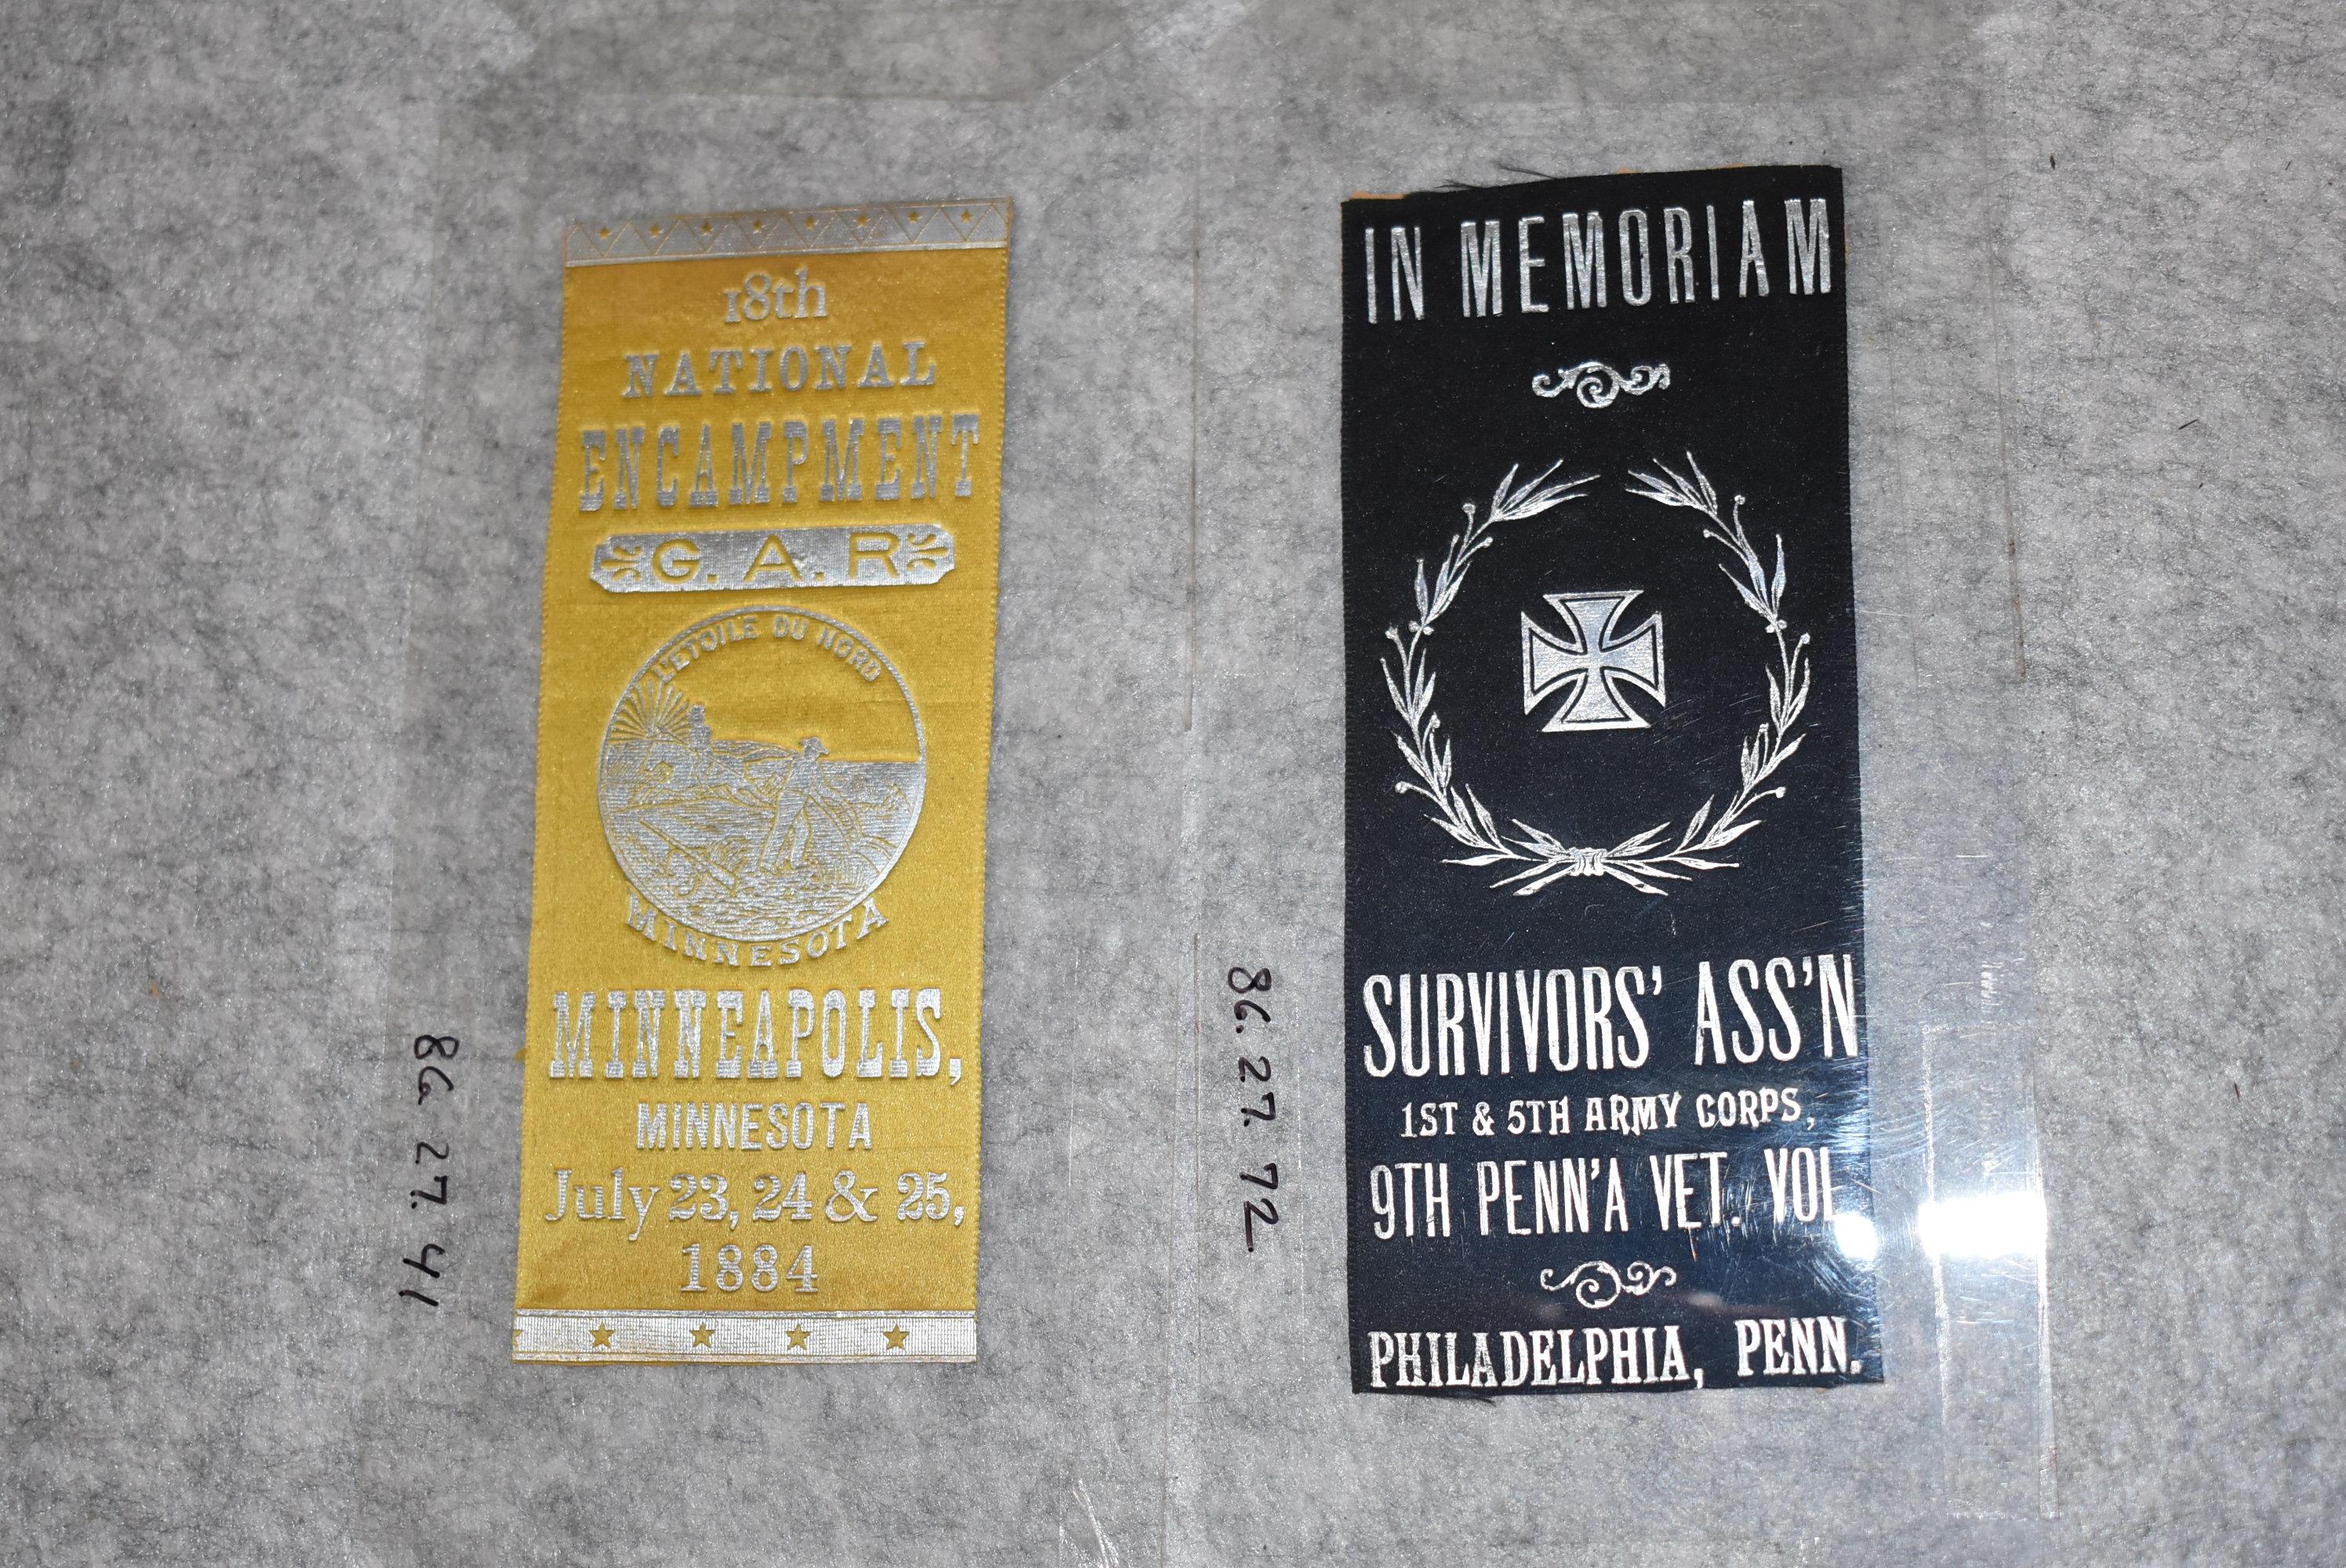 18th
NATIONAL
ENCAMPMENT
G. A. R
L'ETOILE DU NORD
MINNESOTA
MINNEAPOLIS,
MINNESOTA
July 23, 24 & 25,
1884
86. 27. 41
IN MEMORIAM
SURVIVORS' ASS'N
1ST & 5TH ARMY CORPS,
9TH PENN'A VET. VOL
PHILADELPHIA, PENN.
86. 27. 72